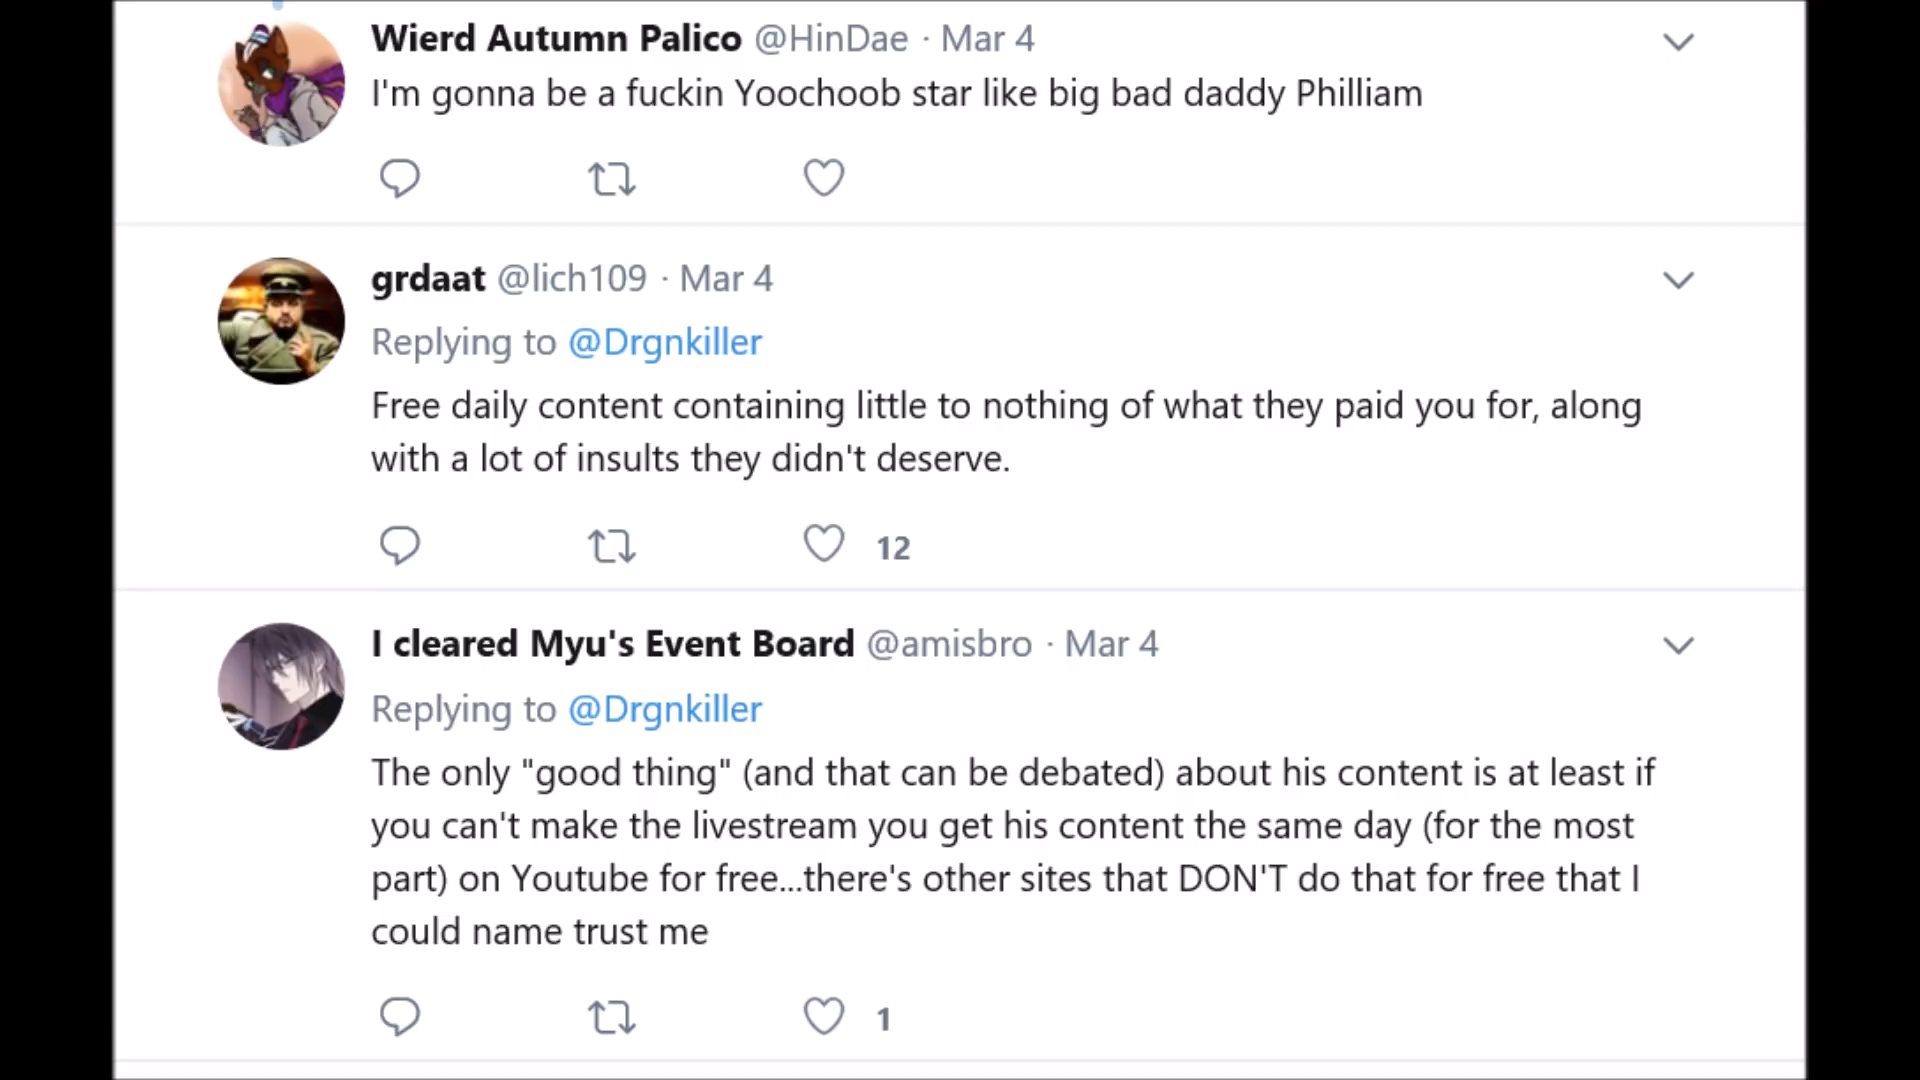 Wierd Autumn Palico @HinDae · Mar 4
I'm gonna be a fuckin Yoochoob star like big bad daddy Philliam
grdaat @lich109 · Mar 4
Replying to @Drgnkiller
Free daily content containing little to nothing of what they paid you for, along
with a lot of insults they didn't deserve.
12
I cleared Myu's Event Board @amisbro · Mar 4
Replying to @Drgnkiller
The only "good thing" (and that can be debated) about his content is at least if
you can't make the livestream you get his content the same day (for the most
part) on Youtube for free...there's other sites that DON'T do that for free that I
could name trust me
1